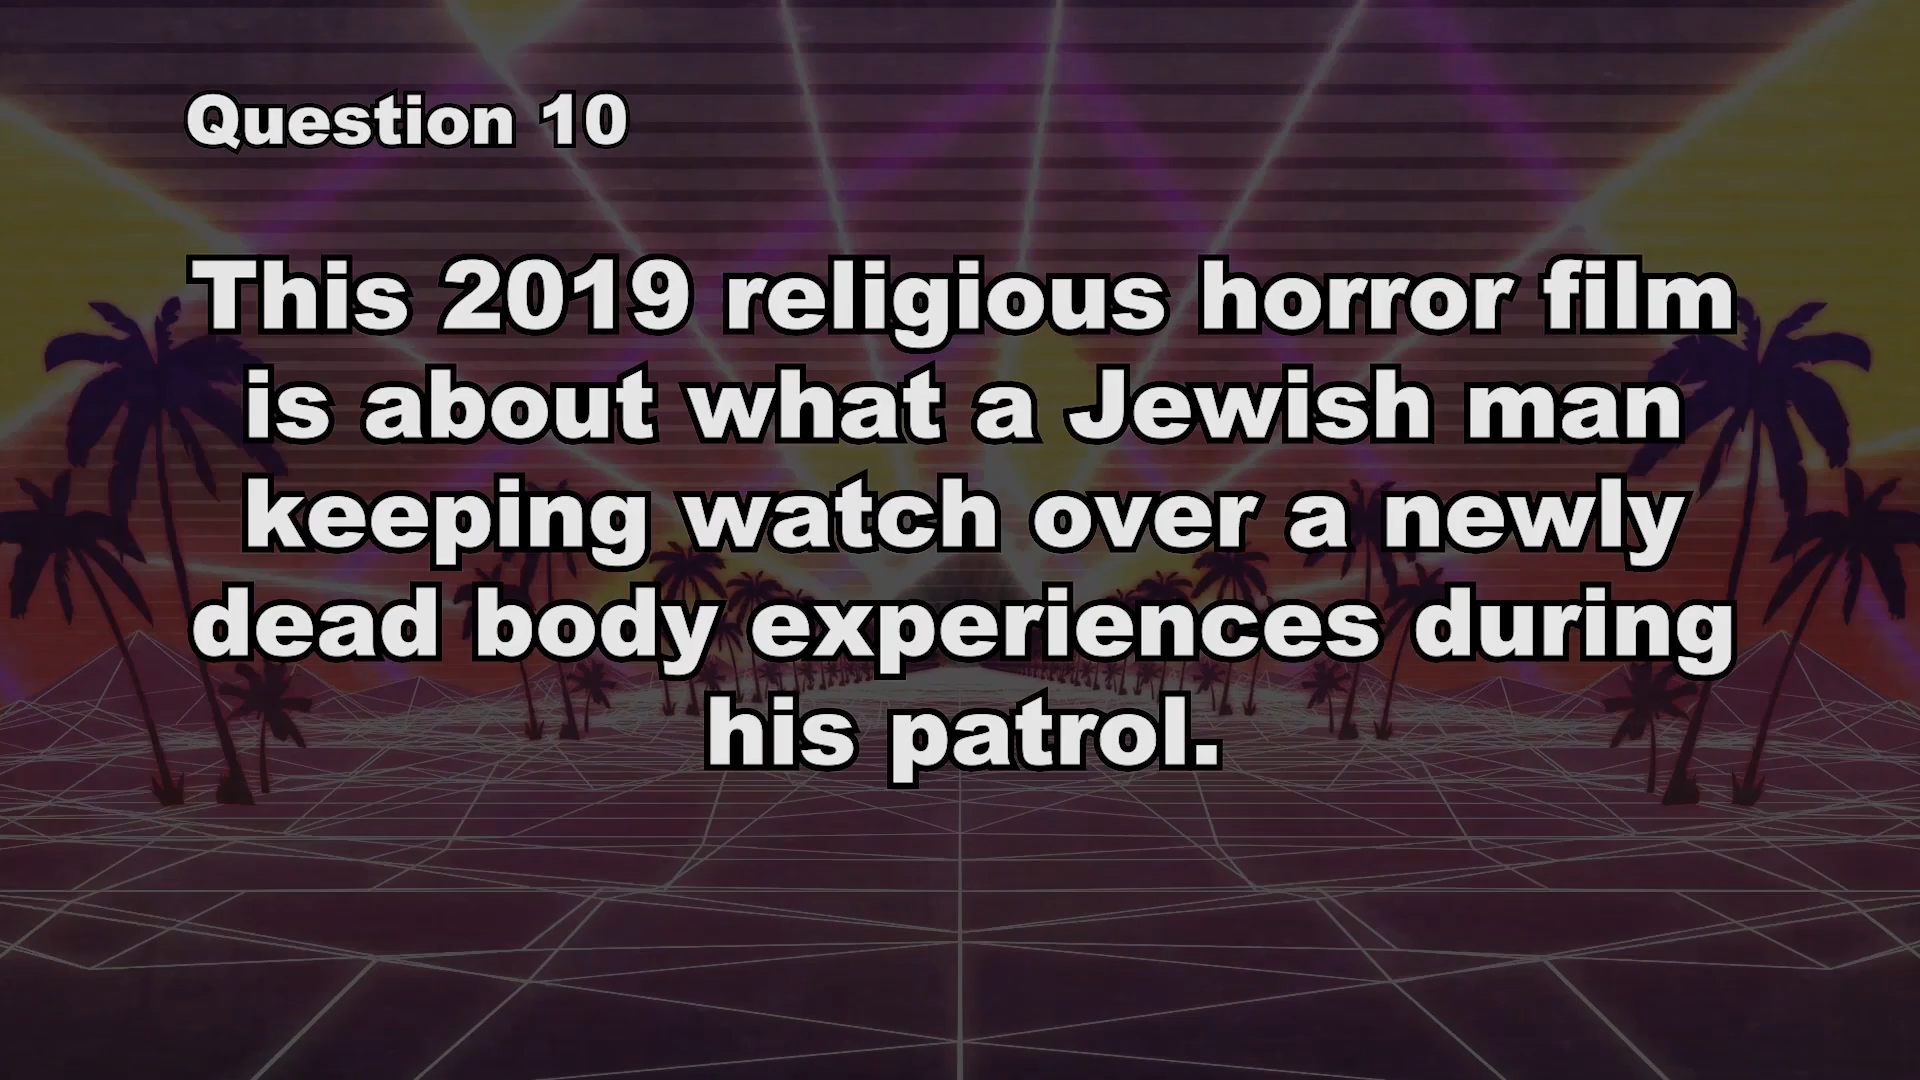 Question 10
This 2019 religious horror film
is about what a Jewish man
keeping watch over a newly
dead body experiences during
his patrol.